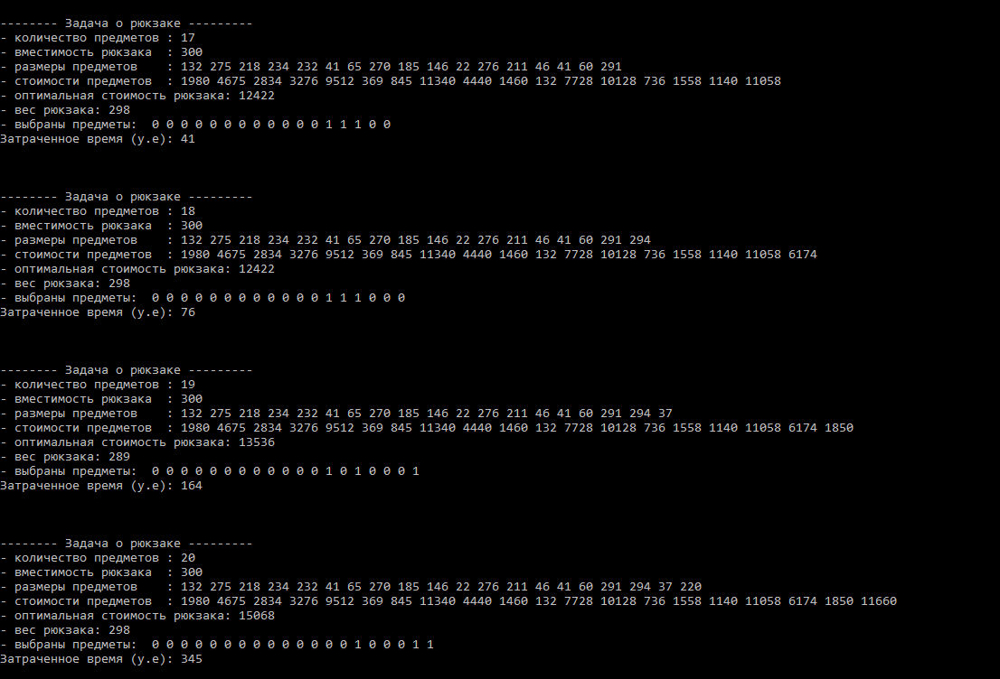 -------- Задача о рюкзаке ---------
- количество предметов : 17
- вместимость рюкзака  : 300
- размеры предметов    : 132 275 218 234 232 41 65 270 185 146 22 276 211 46 41 60 291
- стоимости предметов  : 1980 4675 2834 3276 9512 369 845 11340 4440 1460 132 7728 10128 736 1558 1140 11058
- оптимальная стоимость рюкзака: 12422
- вес рюкзака: 298
- выбраны предметы:  0 0 0 0 0 0 0 0 0 0 0 0 1 1 1 0 0
Затраченное время (у.е): 41
-------- Задача о рюкзаке ---------
- количество предметов : 18
- вместимость рюкзака  : 300
- размеры предметов    : 132 275 218 234 232 41 65 270 185 146 22 276 211 46 41 60 291 294
- стоимости предметов  : 1980 4675 2834 3276 9512 369 845 11340 4440 1460 132 7728 10128 736 1558 1140 11058 6174
- оптимальная стоимость рюкзака: 12422
- вес рюкзака: 298
- выбраны предметы:  0 0 0 0 0 0 0 0 0 0 0 0 1 1 1 0 0 0
Затраченное время (у.е): 76
-------- Задача о рюкзаке ---------
- количество предметов : 19
- вместимость рюкзака  : 300
- размеры предметов    : 132 275 218 234 232 41 65 270 185 146 22 276 211 46 41 60 291 294 37
- стоимости предметов  : 1980 4675 2834 3276 9512 369 845 11340 4440 1460 132 7728 10128 736 1558 1140 11058 6174 1850
- оптимальная стоимость рюкзака: 13536
- вес рюкзака: 289
- выбраны предметы:  0 0 0 0 0 0 0 0 0 0 0 0 1 0 1 0 0 0 1
Затраченное время (у.е): 164
-------- Задача о рюкзаке ---------
- количество предметов : 20
- вместимость рюкзака  : 300
- размеры предметов    : 132 275 218 234 232 41 65 270 185 146 22 276 211 46 41 60 291 294 37 220
- стоимости предметов  : 1980 4675 2834 3276 9512 369 845 11340 4440 1460 132 7728 10128 736 1558 1140 11058 6174 1850 11660
- оптимальная стоимость рюкзака: 15068
- вес рюкзака: 298
- выбраны предметы:  0 0 0 0 0 0 0 0 0 0 0 0 0 0 1 0 0 0 1 1
Затраченное время (у.е): 345